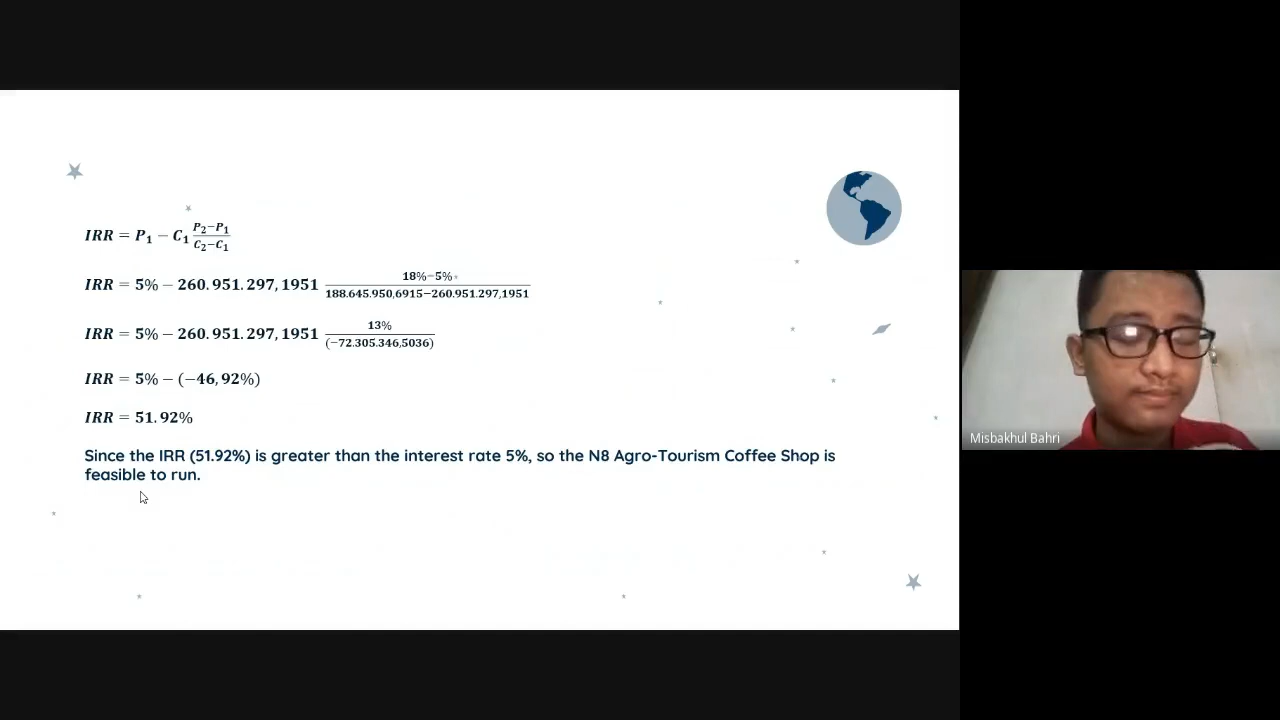 IRR = P₁ − C₁ \frac{P₂−P₁}{C₂−C₁}
IRR = 5% − 260.951.297,1951 \frac{18%−5%}{188.645.950,6915−260.951.297,1951}
IRR = 5% − 260.951.297,1951 \frac{13%}{(−72.305.346,5036)}
IRR = 5% − (−46,92%)
IRR = 51.92%
Since the IRR (51.92%) is greater than the interest rate 5%, so the N8 Agro-Tourism Coffee Shop is
feasible to run.
Misbakhul Bahri